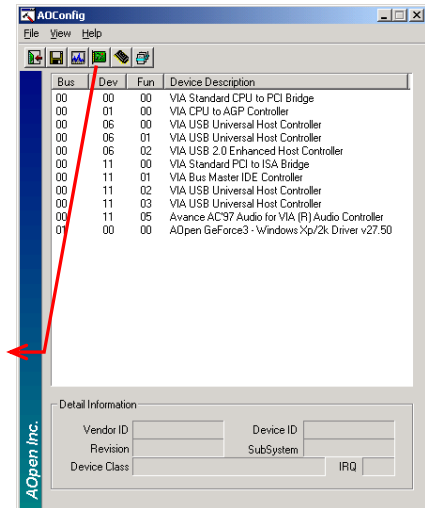 AOConfig
File View Help
Bus Dev Fun Device Description
00 00 00 VIA Standard CPU to PCI Bridge
00 01 00 VIA CPU to AGP Controller
00 06 00 VIA USB Universal Host Controller
00 06 01 VIA USB Universal Host Controller
00 06 02 VIA USB 2.0 Enhanced Host Controller
00 11 00 VIA Standard PCI to ISA Bridge
00 11 01 VIA Bus Master IDE Controller
00 11 02 VIA USB Universal Host Controller
00 11 03 VIA USB Universal Host Controller
00 11 05 Avance AC'97 Audio for VIA (R) Audio Controller
01 00 00 AOpen GeForce3 - Windows Xp/2k Driver v27.50
Detail Information
Vendor ID Device ID
Revision SubSystem
Device Class IRQ
AOpen Inc.